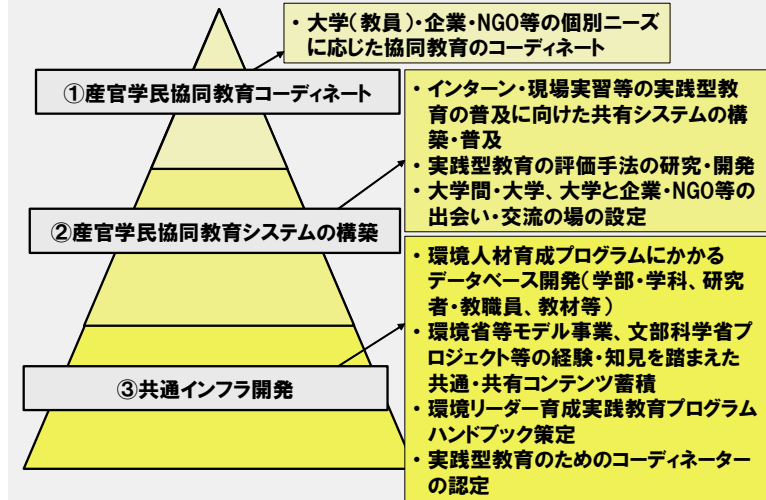 ・大学(教員)・企業・NGO等の個別ニーズ
に応じた協同教育のコーディネート
①産官学民協同教育コーディネート
・インターン・現場実習等の実践型教
育の普及に向けた共有システムの構
築・普及
・実践型教育の評価手法の研究・開発
・大学間・大学、大学と企業・NGO等の
出会い・交流の場の設定
②産官学民協同教育システムの構築
・環境人材育成プログラムにかかる
データベース開発(学部・学科、研究
者・教職員、教材等)
・環境省等モデル事業、文部科学省プ
ロジェクト等の経験・知見を踏まえた
共通・共有コンテンツ蓄積
・環境リーダー育成実践教育プログラム
ハンドブック策定
・実践型教育のためのコーディネーター
の認定
③共通インフラ開発